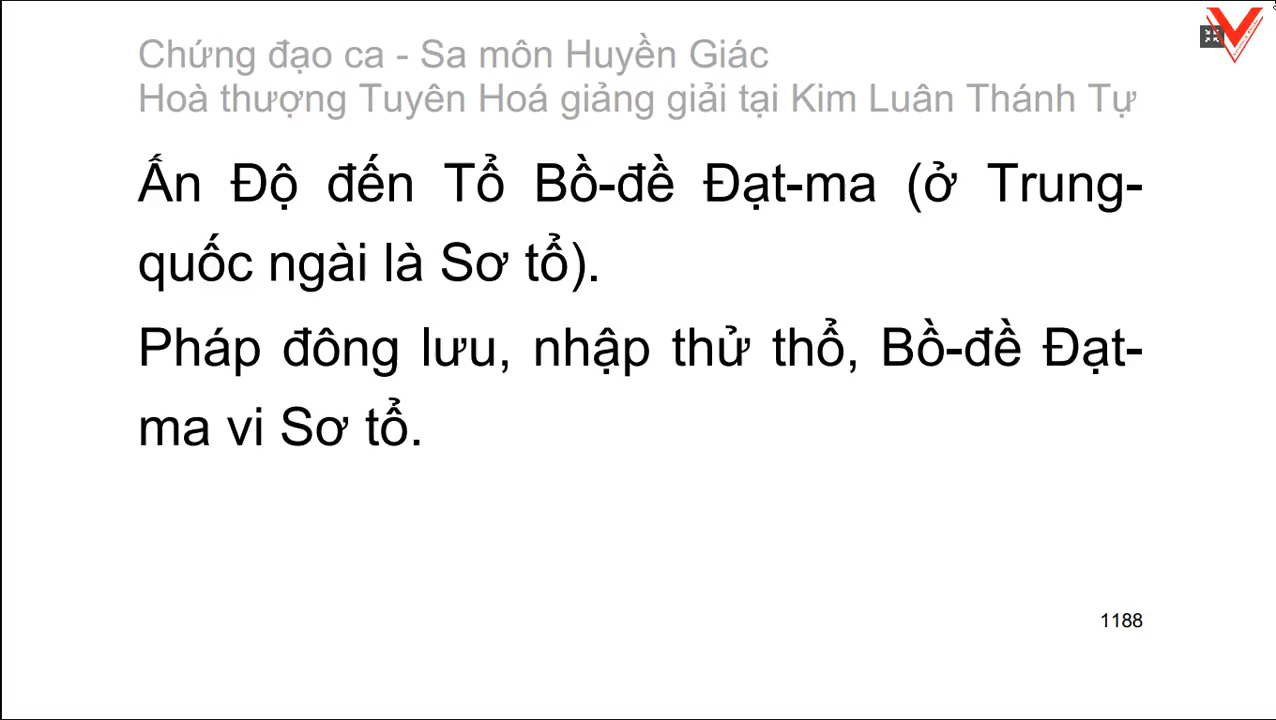 Chứng đạo ca - Sa môn Huyền Giác
Hoà thượng Tuyên Hoá giảng giải tại Kim Luân Thánh Tự
Ấn Độ đến Tổ Bồ-đề Đạt-ma (ở Trung-
quốc ngài là Sơ tổ).
Pháp đông lưu, nhập thử thổ, Bồ-đề Đạt-
ma vi Sơ tổ.
1188